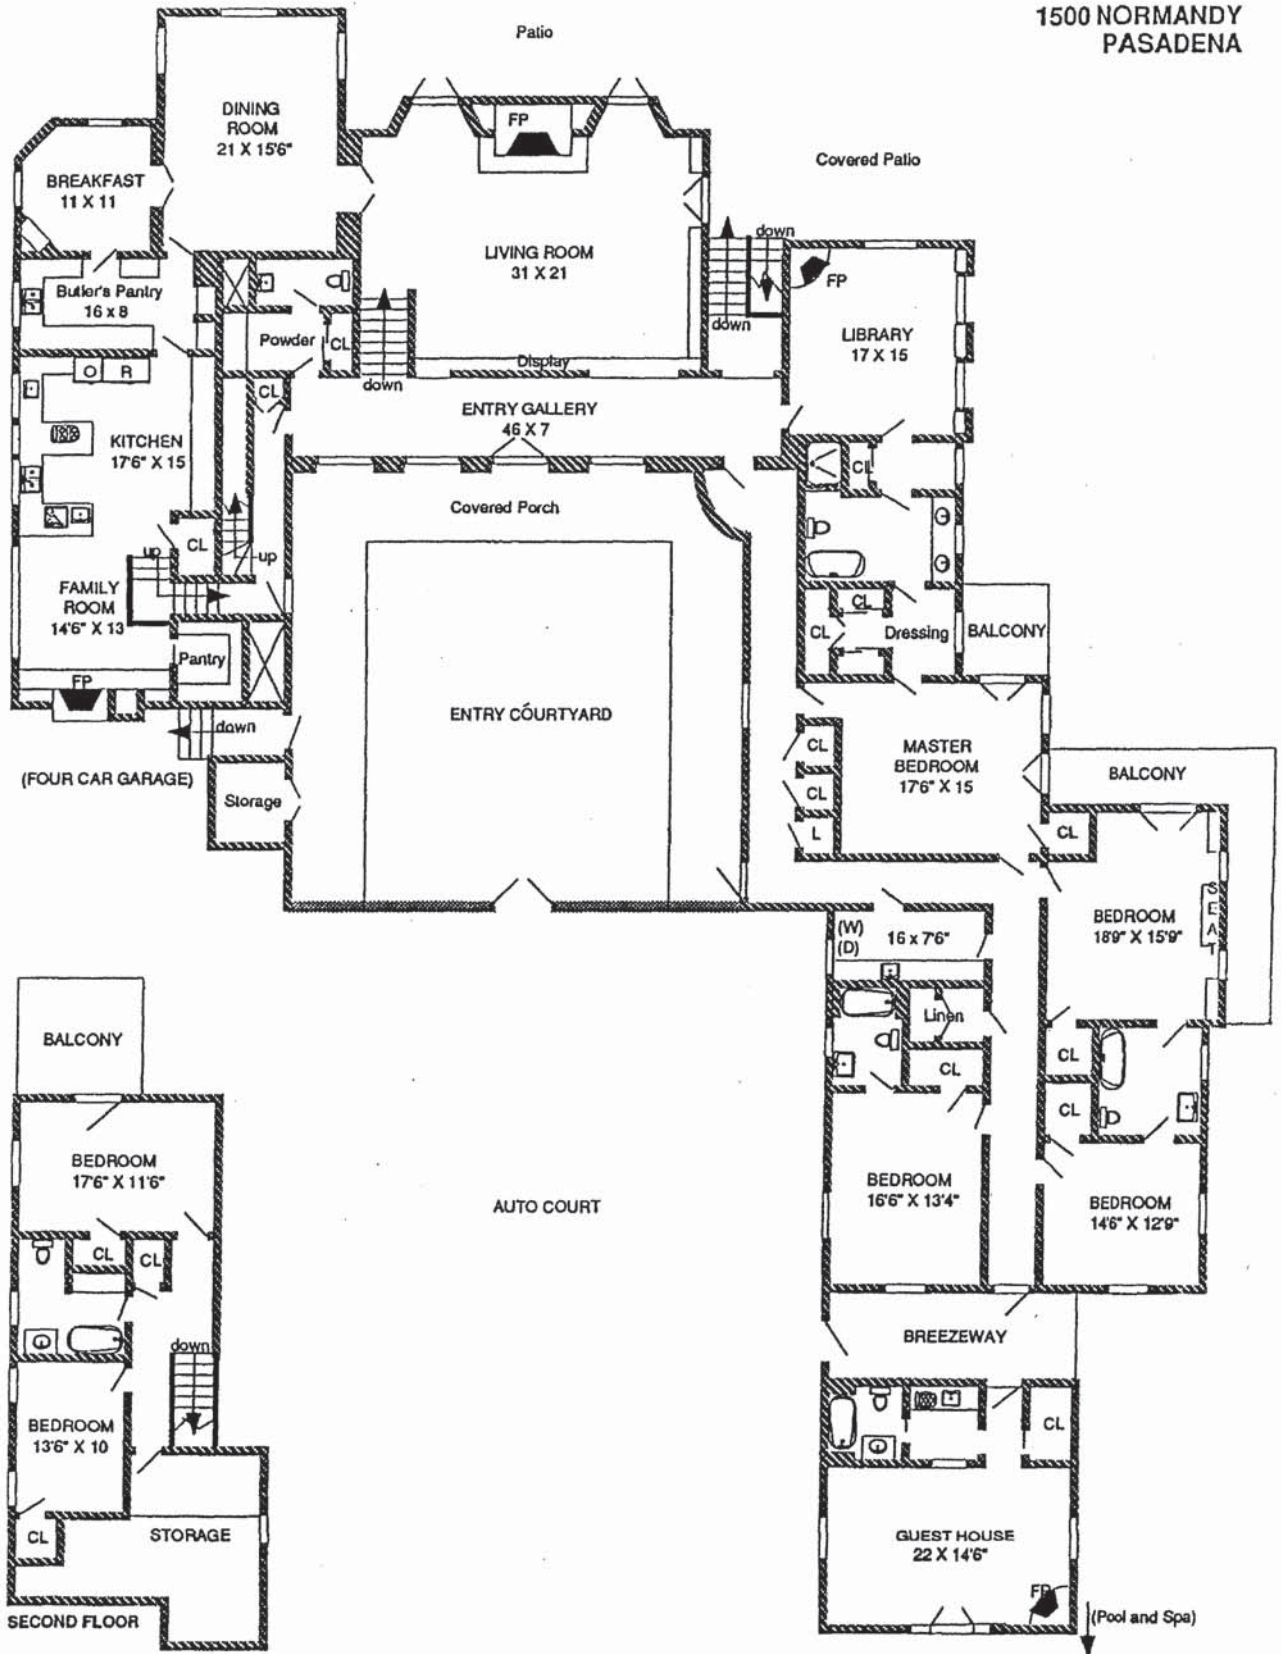 1500 NORMANDY
PASADENA
Patio
DINING
ROOM
21 X 15'6"
FP
Covered Patio
BREAKFAST
11 X 11
LIVING ROOM
31 X 21
down
down
FP
Butler's Pantry
16 x 8
LIBRARY
17 X 15
Powder
CL
down
Display
O
R
CL
ENTRY GALLERY
46 X 7
KITCHEN
17'6" X 15
CL
Covered Porch
CL
up
up
FAMILY
ROOM
14'6" X 13
CL
CL
Dressing
BALCONY
Pantry
FP
ENTRY COURTYARD
down
(FOUR CAR GARAGE)
CL
MASTER
BEDROOM
17'6" X 15
BALCONY
Storage
CL
L
CL
SEAT
BEDROOM
18'9" X 15'9"
(W)
(D)
16 x 7'6"
Linen
BALCONY
CL
CL
CL
BEDROOM
17'6" X 11'6"
BEDROOM
16'6" X 13'4"
BEDROOM
14'6" X 12'9"
AUTO COURT
CL
CL
down
BREEZEWAY
BEDROOM
13'6" X 10
CL
CL
STORAGE
GUEST HOUSE
22 X 14'6"
FP
SECOND FLOOR
(Pool and Spa)